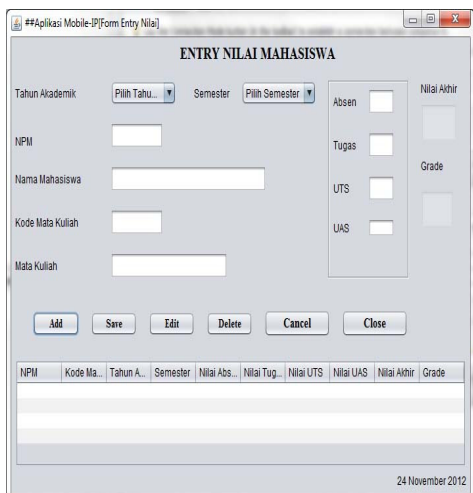 ##Aplikasi Mobile-IP[Form Entry Nilai]
ENTRY NILAI MAHASISWA
Tahun Akademik Pilih Tahu... Semester Pilih Semester
Absen
Nilai Akhir
NPM
Tugas
Grade
Nama Mahasiswa
UTS
Kode Mata Kuliah
UAS
Mata Kuliah
Add Save Edit Delete Cancel Close
NPM Kode Ma... Tahun A... Semester Nilai Abs... Nilai Tug... Nilai UTS Nilai UAS Nilai Akhir Grade
24 November 2012